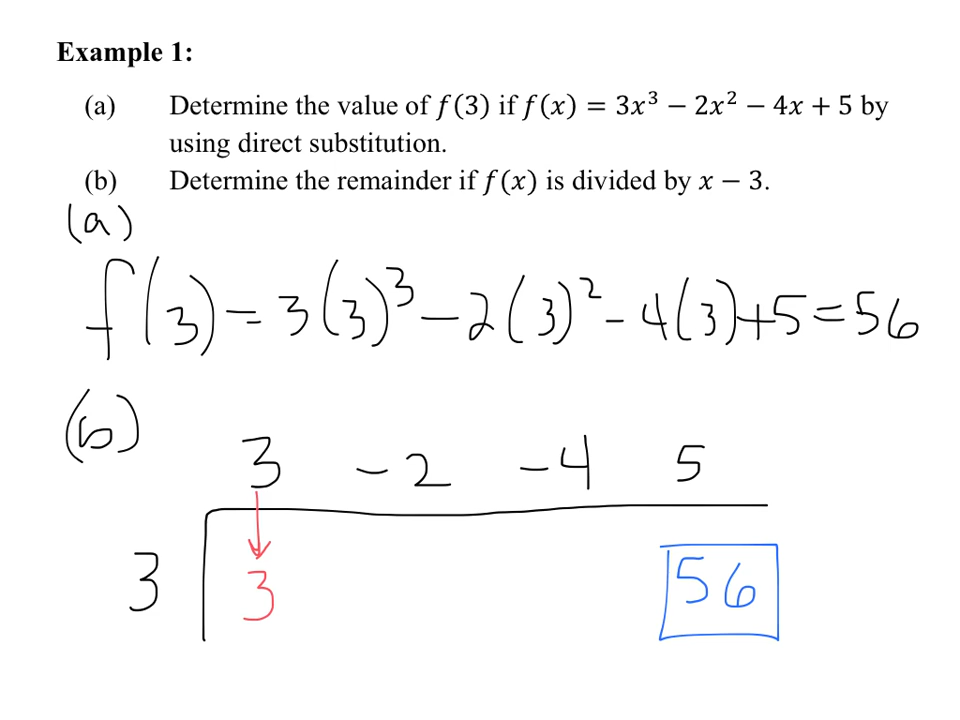 Example 1:
(a) Determine the value of f(3) if f(x) = 3x³ − 2x² − 4x + 5 by
using direct substitution.
(b) Determine the remainder if f(x) is divided by x − 3.
(a)
f(3) = 3(3)³ − 2(3)² − 4(3) + 5 = 56
(b)
3 −2 −4 5
3 3 56